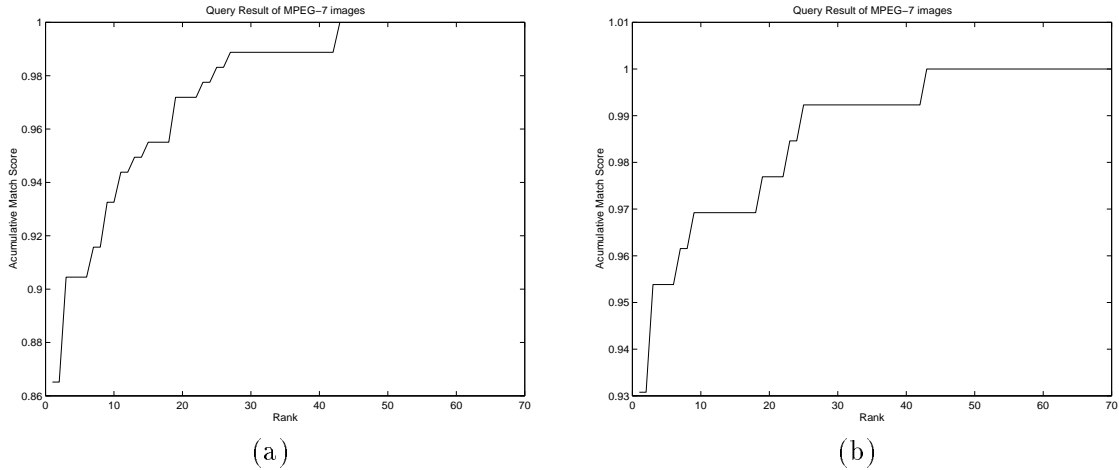 Query Result of MPEG-7 images
1
0.98
0.96
0.94
0.92
0.9
0.88
0.86
Acumulative Match Score
0 10 20 30 40 50 60 70
Rank
(a)
Query Result of MPEG-7 images
1.01
1
0.99
0.98
0.97
0.96
0.95
0.94
0.93
Acumulative Match Score
0 10 20 30 40 50 60 70
Rank
(b)